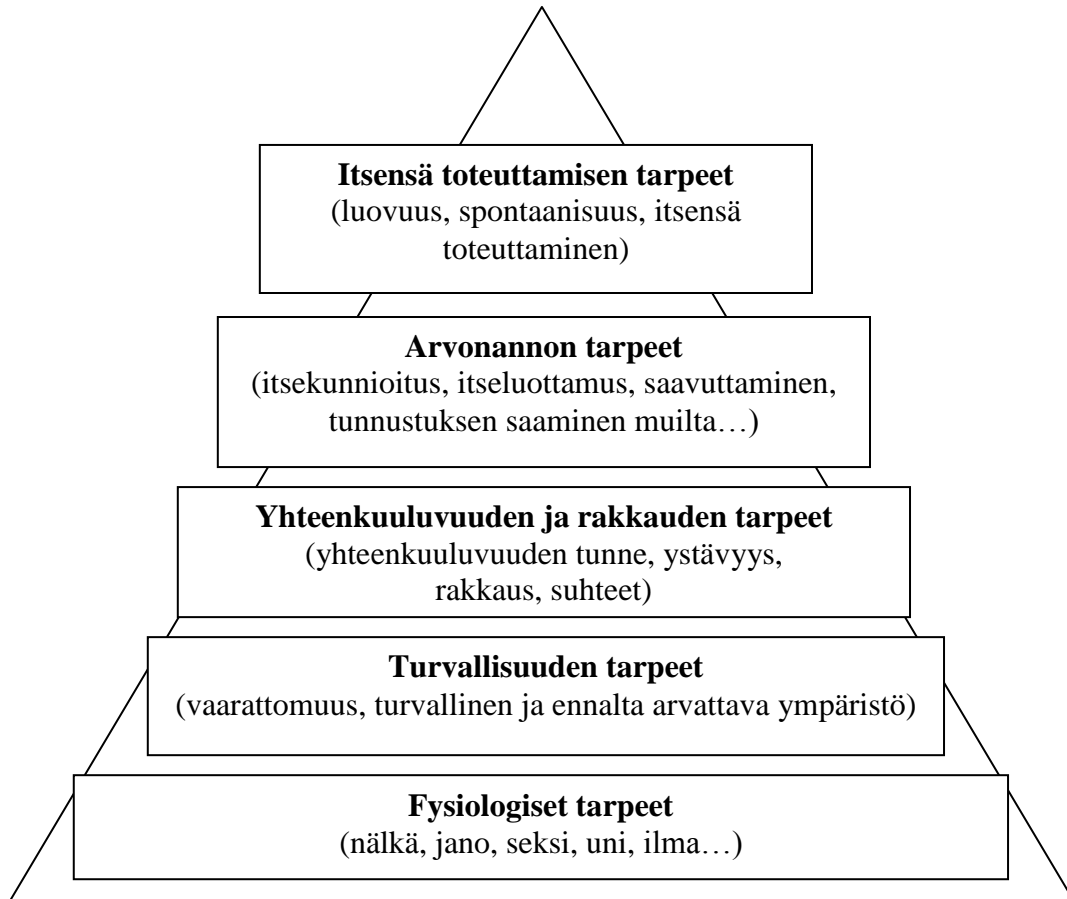 Itsensä toteuttamisen tarpeet
(luovuus, spontaanisuus, itsensä
toteuttaminen)
Arvonannon tarpeet
(itsekunnioitus, itseluottamus, saavuttaminen,
tunnustuksen saaminen muilta…)
Yhteenkuuluvuuden ja rakkauden tarpeet
(yhteenkuuluvuuden tunne, ystävyys,
rakkaus, suhteet)
Turvallisuuden tarpeet
(vaarattomuus, turvallinen ja ennalta arvattava ympäristö)
Fysiologiset tarpeet
(nälkä, jano, seksi, uni, ilma…)